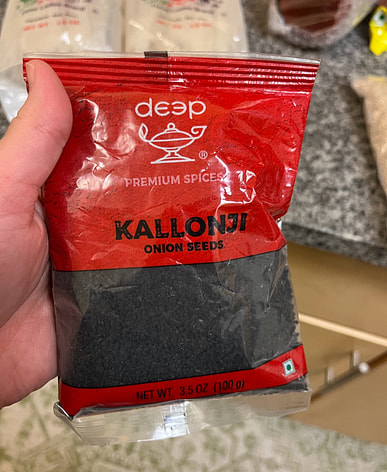 deep
®
PREMIUM SPICES
KALLONJI
ONION SEEDS
NET WT 3.5 OZ (100 g)